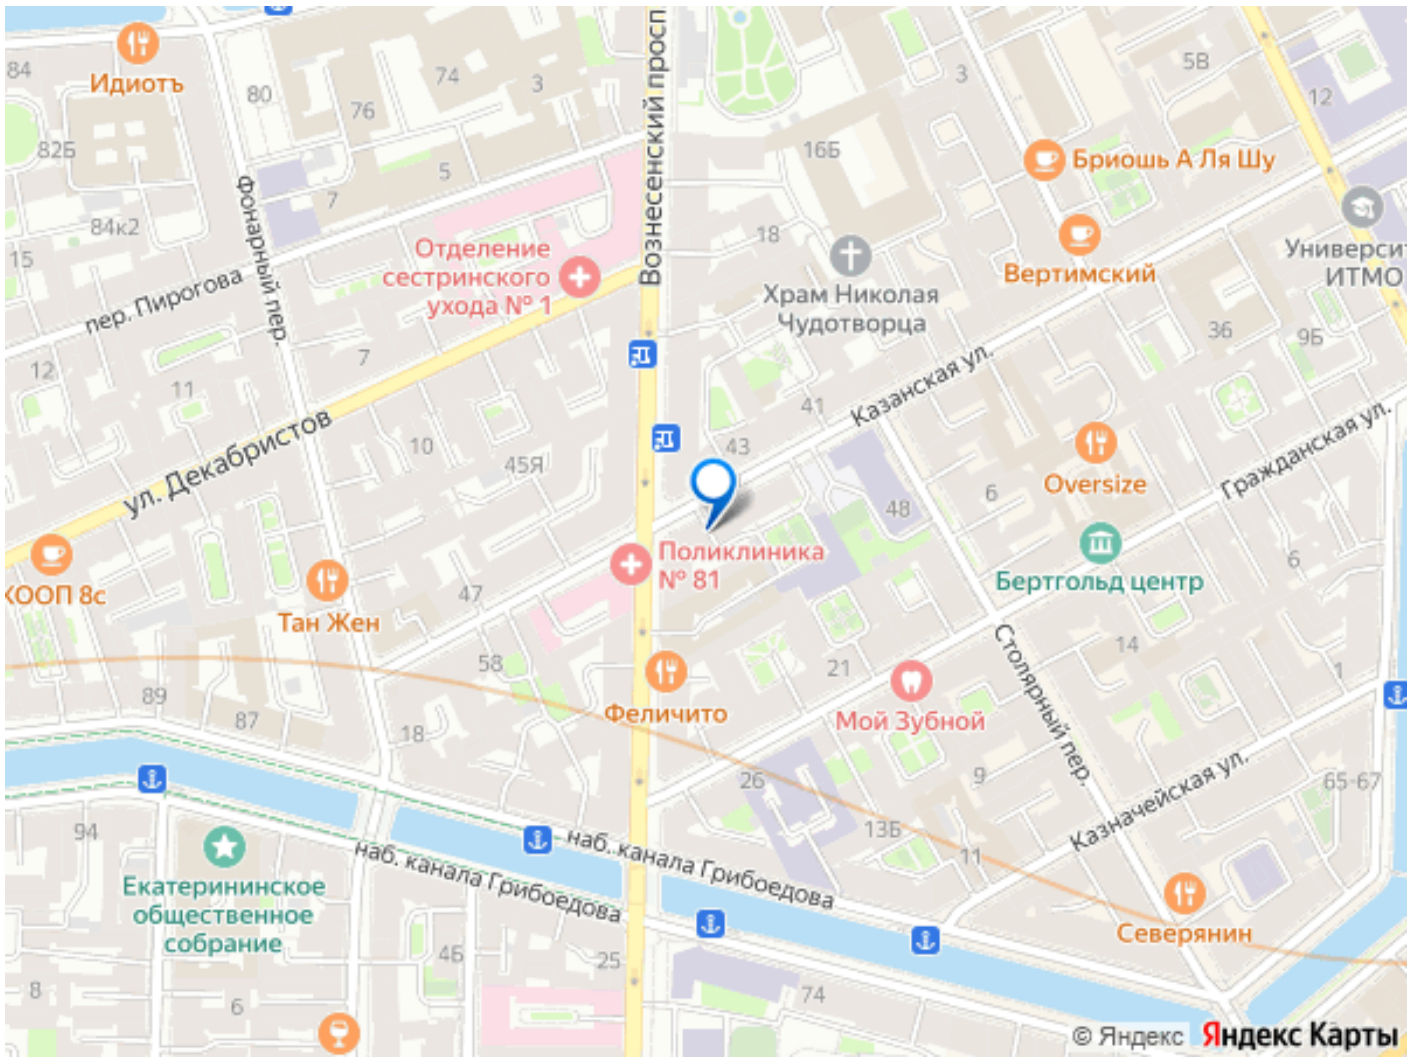 Идиотъ
84
80
74
76
3
82Б
5
7
84к2
15
Фонарный пер.
пер. Пирогова
Отделение
сестринского
ухода № 1
Вознесенский просп.
3
5В
12
16Б
Бриошь А Ля Шу
18
Вертимский
Университ
ИТМО
Храм Николая
Чудотворца
36
9Б
12
11
7
Казанская ул.
41
43
ул. Декабристов
10
45Я
Oversize
Гражданская ул.
6
48
Бертгольд центр
6
Поликлиника
№ 81
КООП 8с
Тан Жен
47
58
Столярный пер.
14
21
1
Мой Зубной
Феличито
89
87
18
26
9
65-67
Казначейская ул.
13Б
11
94
наб. канала Грибоедова
наб. канала Грибоедова
Екатерининское
общественное
собрание
Северянин
4Б
25
8
6
74
© Яндекс Яндекс Карты